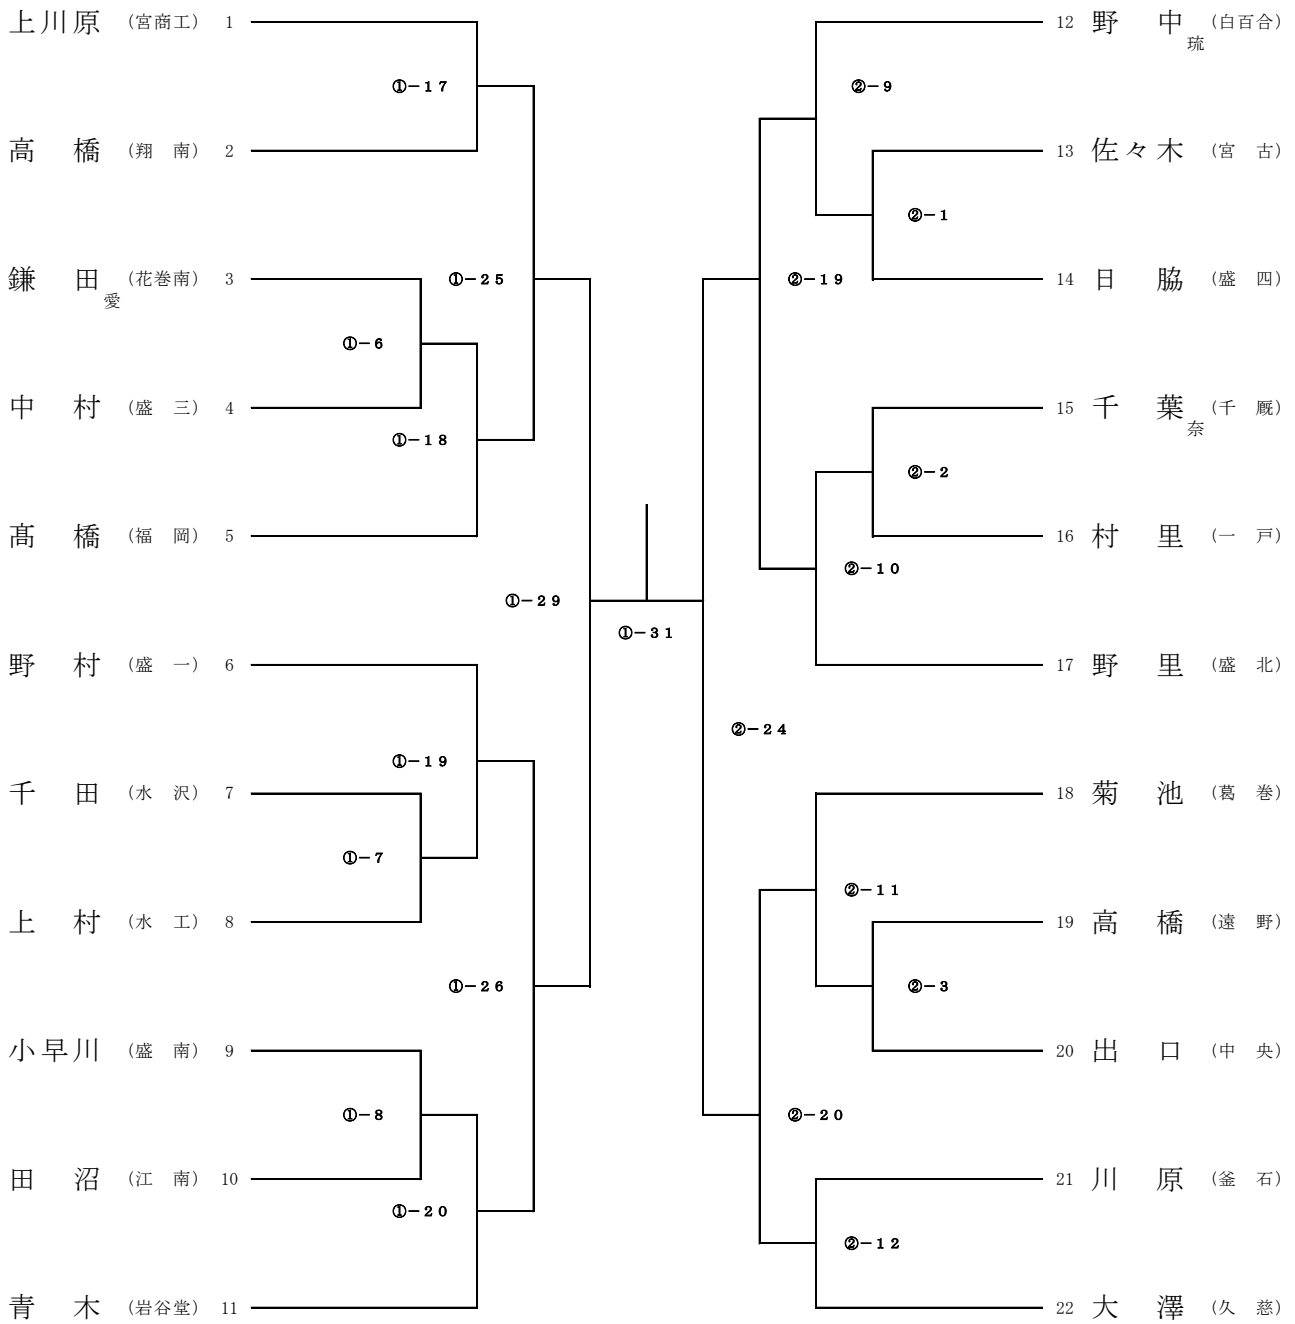 上川原 （宮商工） 1
①－17
高橋 （翔南） 2
鎌田愛 （花巻南） 3
①－25
①－6
中村 （盛三） 4
①－18
髙橋 （福岡） 5
①－29
①－31
野村 （盛一） 6
①－19
千田 （水沢） 7
①－7
上村 （水工） 8
①－26
小早川 （盛南） 9
①－8
田沼 （江南） 10
①－20
青木 （岩谷堂） 11
12 野中琉 （白百合）
②－9
13 佐々木 （宮古）
②－1
②－19
14 日脇 （盛四）
15 千葉奈 （千厩）
②－2
16 村里 （一戸）
②－10
17 野里 （盛北）
②－24
18 菊池 （葛巻）
②－11
19 高橋 （遠野）
②－3
20 出口 （中央）
②－20
21 川原 （釜石）
②－12
22 大澤 （久慈）